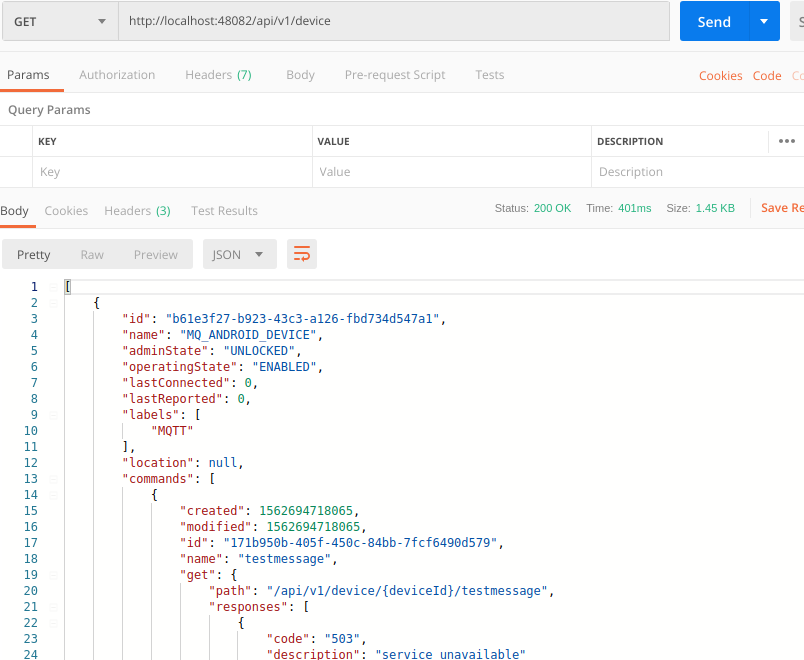 GET http://localhost:48082/api/v1/device Send S
Params Authorization Headers (7) Body Pre-request Script Tests Cookies Code Co
Query Params
KEY VALUE DESCRIPTION •••
Key Value Description
Body Cookies Headers (3) Test Results Status: 200 OK Time: 401ms Size: 1.45 KB Save Re
Pretty Raw Preview JSON
1 [
2 {
3 "id": "b61e3f27-b923-43c3-a126-fbd734d547a1",
4 "name": "MQ_ANDROID_DEVICE",
5 "adminState": "UNLOCKED",
6 "operatingState": "ENABLED",
7 "lastConnected": 0,
8 "lastReported": 0,
9 "labels": [
10 "MQTT"
11 ],
12 "location": null,
13 "commands": [
14 {
15 "created": 1562694718065,
16 "modified": 1562694718065,
17 "id": "171b950b-405f-450c-84bb-7fcf6490d579",
18 "name": "testmessage",
19 "get": {
20 "path": "/api/v1/device/{deviceId}/testmessage",
21 "responses": [
22 {
23 "code": "503",
24 "description": "service unavailable"